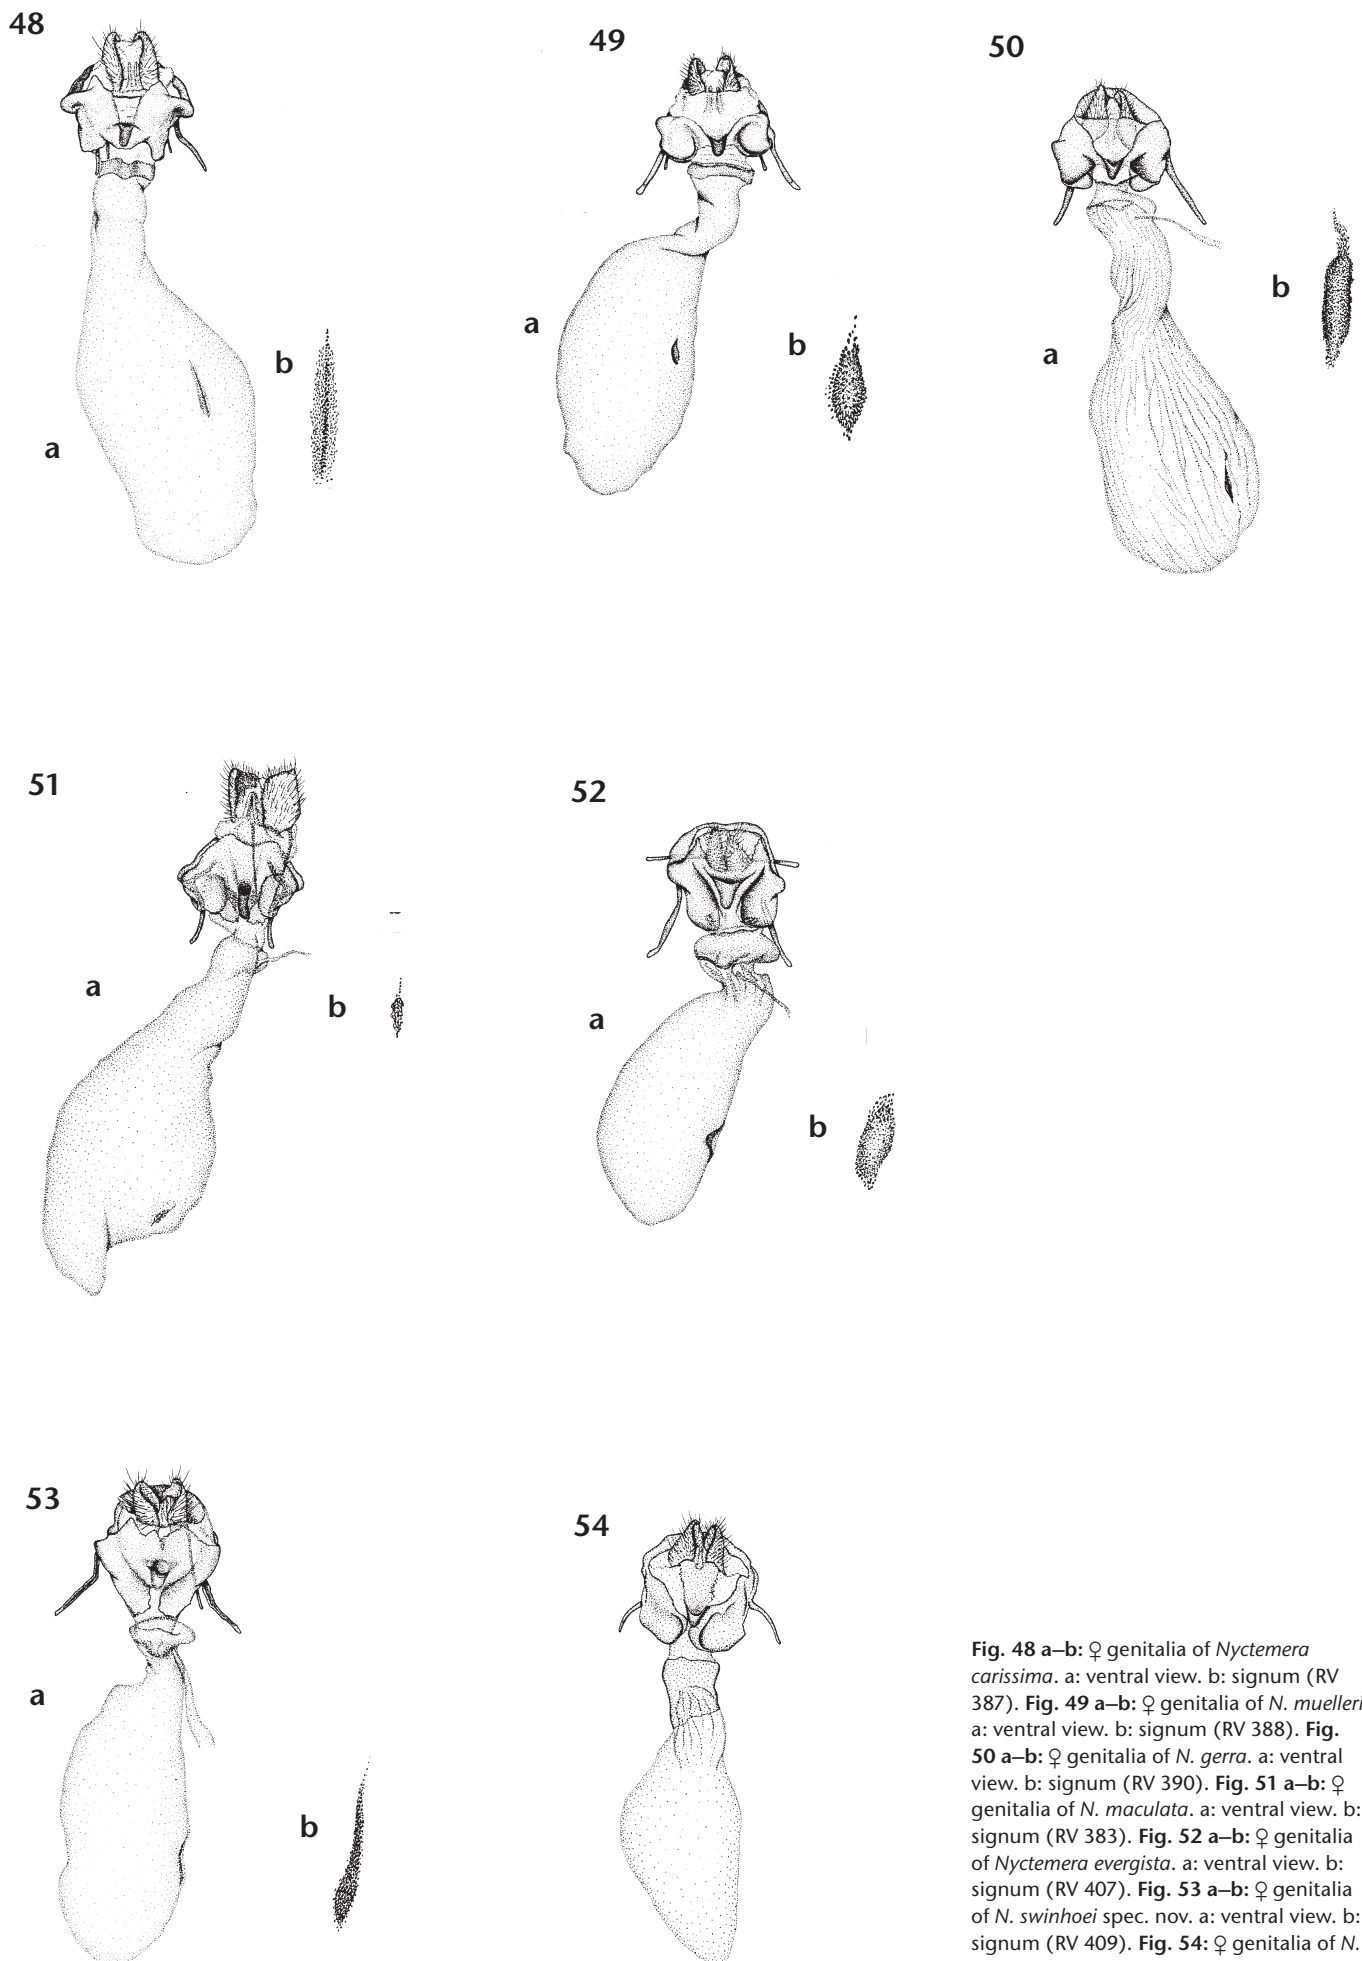 48
49
50
b
a
b
a
b
a
51
52
a
b
a
b
53
54
a
b
Fig. 48 a–b: ♀ genitalia of Nyctemera
carissima. a: ventral view. b: signum (RV
387). Fig. 49 a–b: ♀ genitalia of N. muelleri
a: ventral view. b: signum (RV 388). Fig.
50 a–b: ♀ genitalia of N. gerra. a: ventral
view. b: signum (RV 390). Fig. 51 a–b: ♀
genitalia of N. maculata. a: ventral view. b:
signum (RV 383). Fig. 52 a–b: ♀ genitalia
of Nyctemera evergista. a: ventral view. b:
signum (RV 407). Fig. 53 a–b: ♀ genitalia
of N. swinhoei spec. nov. a: ventral view. b:
signum (RV 409). Fig. 54: ♀ genitalia of N.